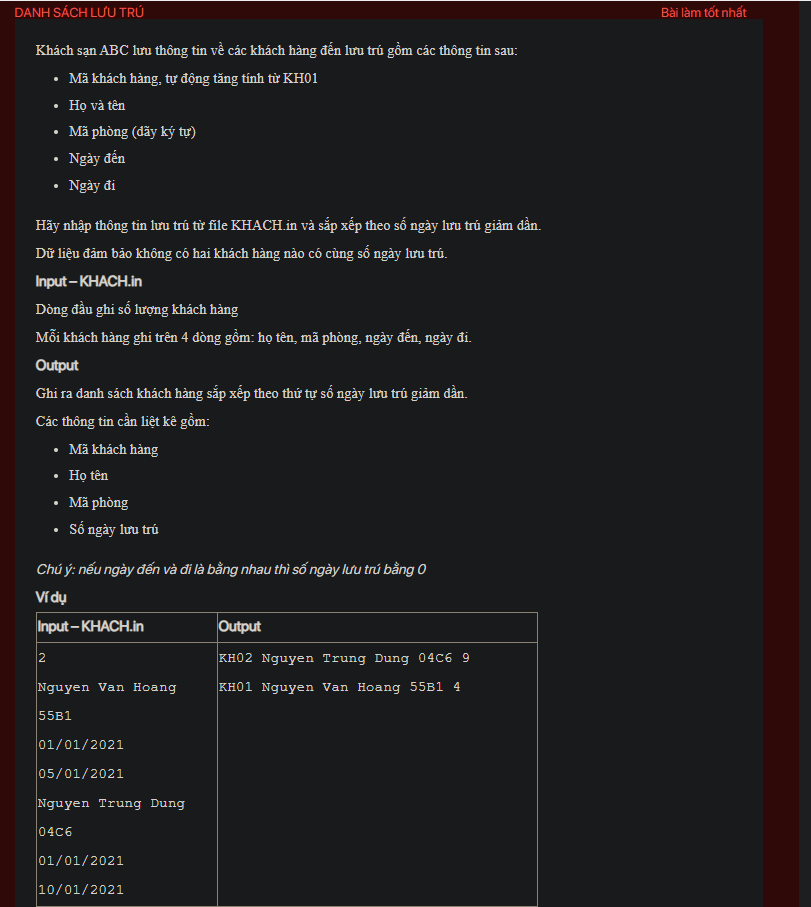 DANH SÁCH LƯU TRÚ
Bài làm tốt nhất
Khách sạn ABC lưu thông tin về các khách hàng đến lưu trú gồm các thông tin sau:
• Mã khách hàng, tự động tăng tính từ KH01
• Họ và tên
• Mã phòng (dãy ký tự)
• Ngày đến
• Ngày đi
Hãy nhập thông tin lưu trú từ file KHACH.in và sắp xếp theo số ngày lưu trú giảm dần.
Dữ liệu đảm bảo không có hai khách hàng nào có cùng số ngày lưu trú.
Input – KHACH.in
Dòng đầu ghi số lượng khách hàng
Mỗi khách hàng ghi trên 4 dòng gồm: họ tên, mã phòng, ngày đến, ngày đi.
Output
Ghi ra danh sách khách hàng sắp xếp theo thứ tự số ngày lưu trú giảm dần.
Các thông tin cần liệt kê gồm:
• Mã khách hàng
• Họ tên
• Mã phòng
• Số ngày lưu trú
Chú ý: nếu ngày đến và đi là bằng nhau thì số ngày lưu trú bằng 0
Ví dụ
Input – KHACH.in
2
Nguyen Van Hoang
55B1
01/01/2021
05/01/2021
Nguyen Trung Dung
04C6
01/01/2021
10/01/2021
Output
KH02 Nguyen Trung Dung 04C6 9
KH01 Nguyen Van Hoang 55B1 4